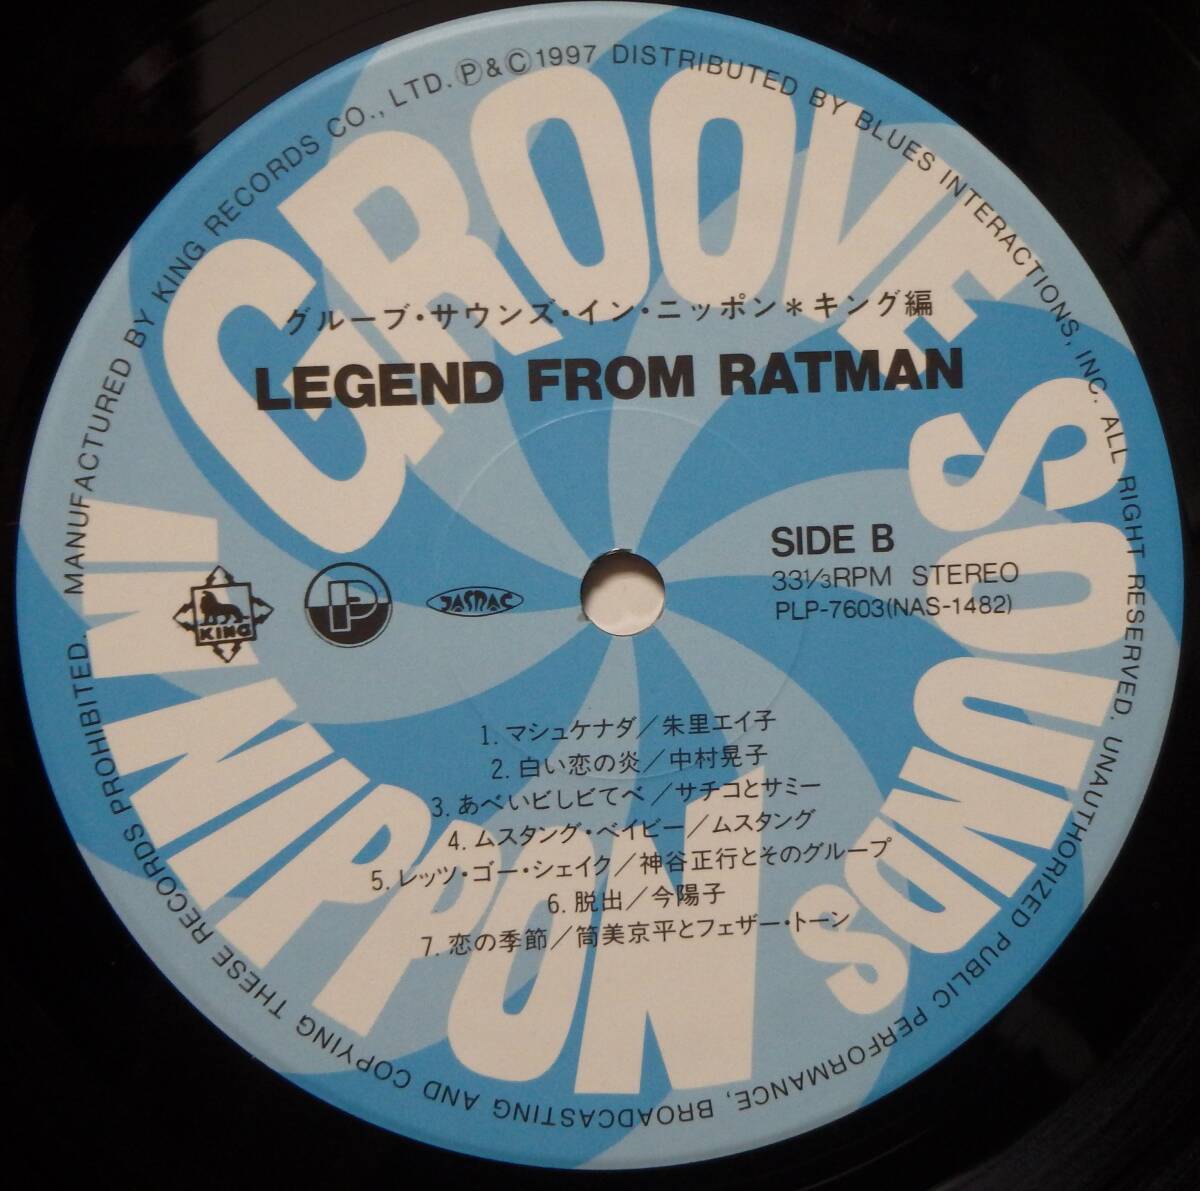 MANUFACTURED BY KING RECORDS CO., LTD. Ⓟ&Ⓒ1997 DISTRIBUTED BY BLUES INTERACTIONS, INC. ALL RIGHT RESERVED. UNAUTHORIZED PUBLIC PERFORMANCE, BROADCASTING AND COPYING THESE RECORDS PROHIBITED.
GROOVE SOUNDS IN NIPPON
グルーブ・サウンズ・イン・ニッポン＊キング編
LEGEND FROM RATMAN
SIDE B
33⅓RPM STEREO
PLP-7603(NAS-1482)
KING
P
JASRAC
1. マシュケナダ／朱里エイ子
2. 白い恋の炎／中村晃子
3. あべいビしビてべ／サチコとサミー
4. ムスタング・ベイビー／ムスタング
5. レッツ・ゴー・シェイク／神谷正行とそのグループ
6. 脱出／今陽子
7. 恋の季節／筒美京平とフェザー・トーン